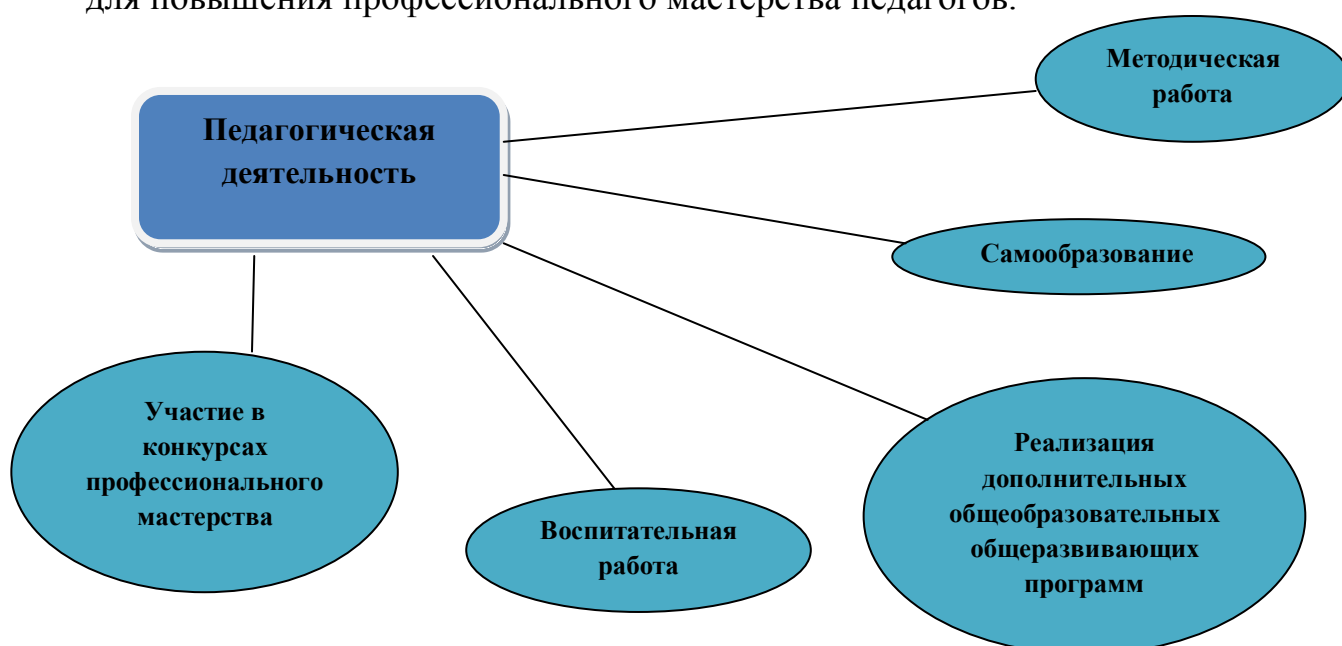 для повышения профессионального мастерства педагогов.
Методическая
работа
Педагогическая
деятельность
Самообразование
Участие в
конкурсах
профессионального
мастерства
Реализация
дополнительных
общеобразовательных
общеразвивающих
программ
Воспитательная
работа